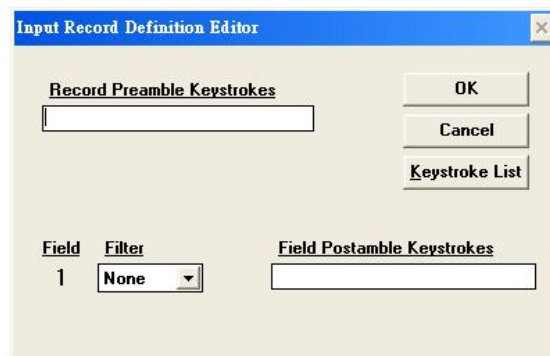 Input Record Definition Editor
Record Preamble Keystrokes
OK
Cancel
Keystroke List
Field Filter Field Postamble Keystrokes
1 None